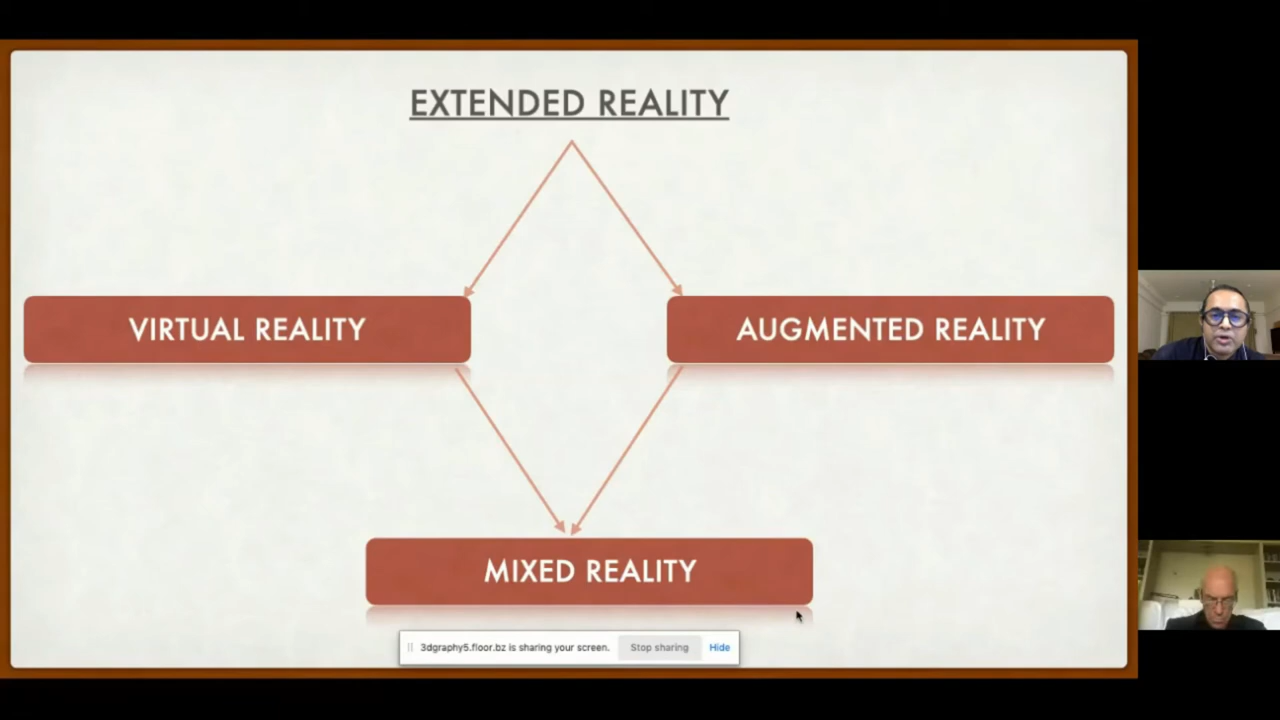 EXTENDED REALITY
VIRTUAL REALITY
AUGMENTED REALITY
MIXED REALITY
3dgraphy5.floor.bz is sharing your screen. Stop sharing Hide